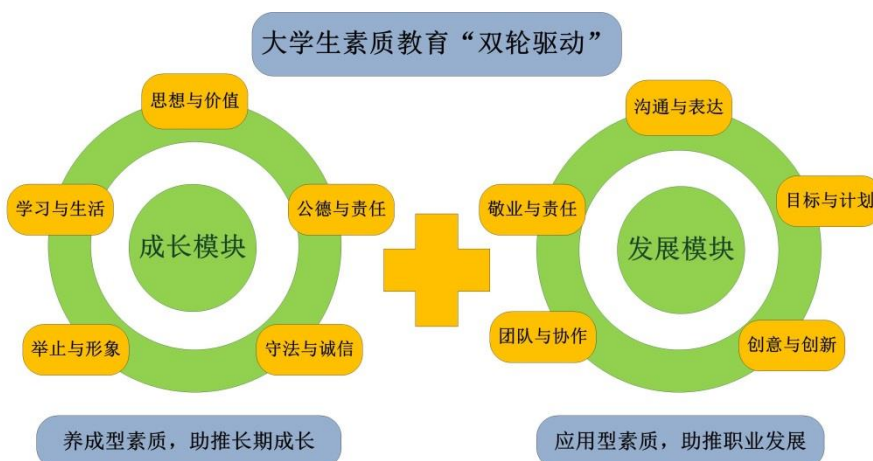 大学生素质教育“双轮驱动”
思想与价值
学习与生活
公德与责任
成长模块
举止与形象
守法与诚信
养成型素质，助推长期成长
沟通与表达
敬业与责任
目标与计划
发展模块
团队与协作
创意与创新
应用型素质，助推职业发展